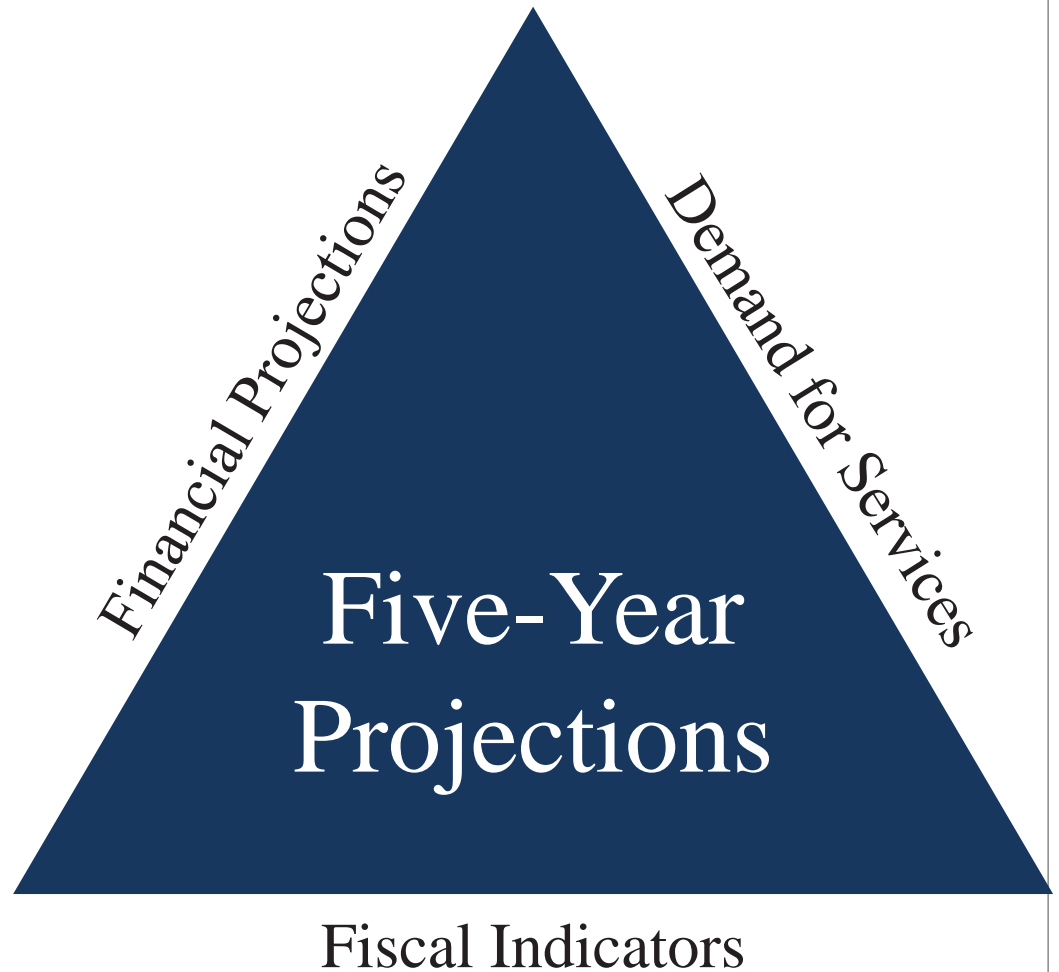 Financial Projections
Demand for Services
Five-Year
Projections
Fiscal Indicators